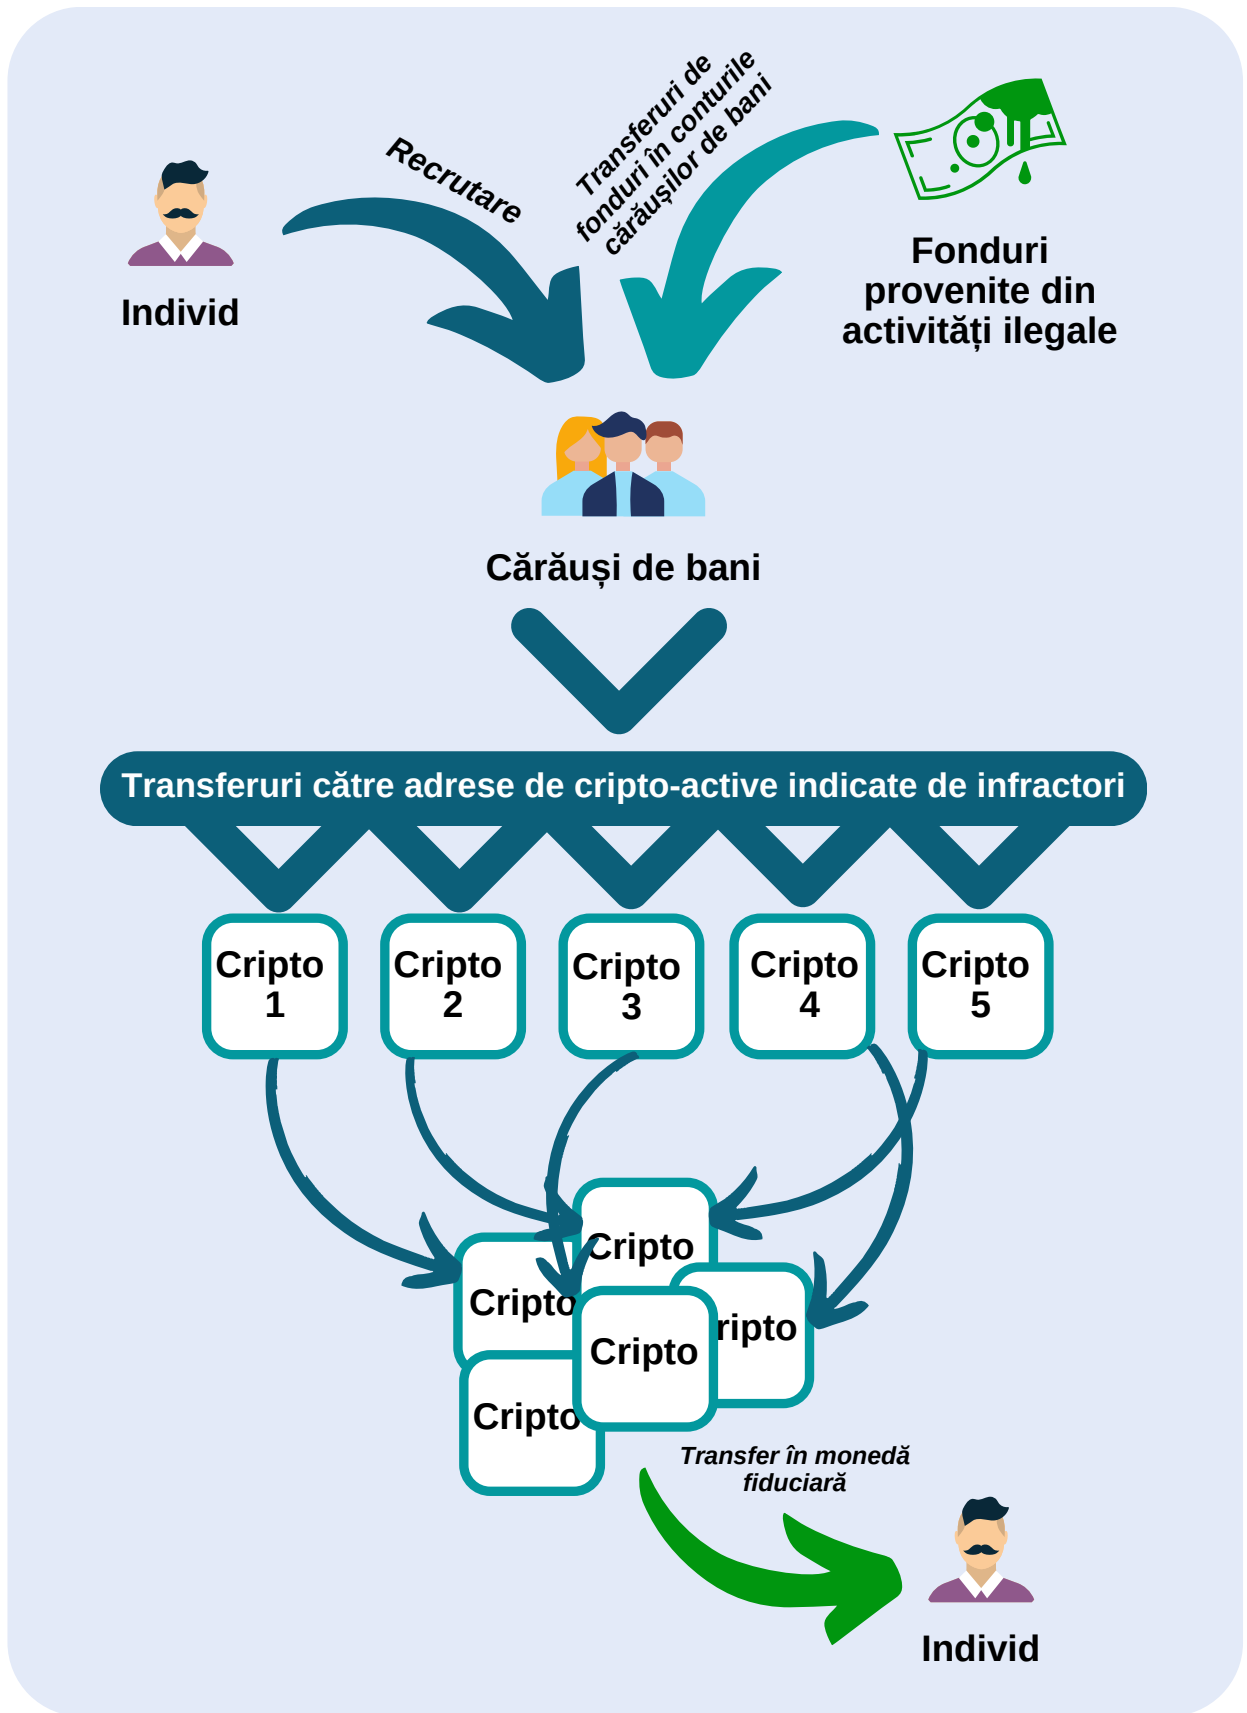 Recrutare
Transferuri de
fonduri în conturile
cărăușilor de bani
Individ
Fonduri
provenite din
activități ilegale
Cărăuși de bani
Transferuri către adrese de cripto-active indicate de infractori
Cripto
1
Cripto
2
Cripto
3
Cripto
4
Cripto
5
Cripto
Cripto
ripto
Cripto
Cripto
Transfer în monedă
fiduciară
Individ